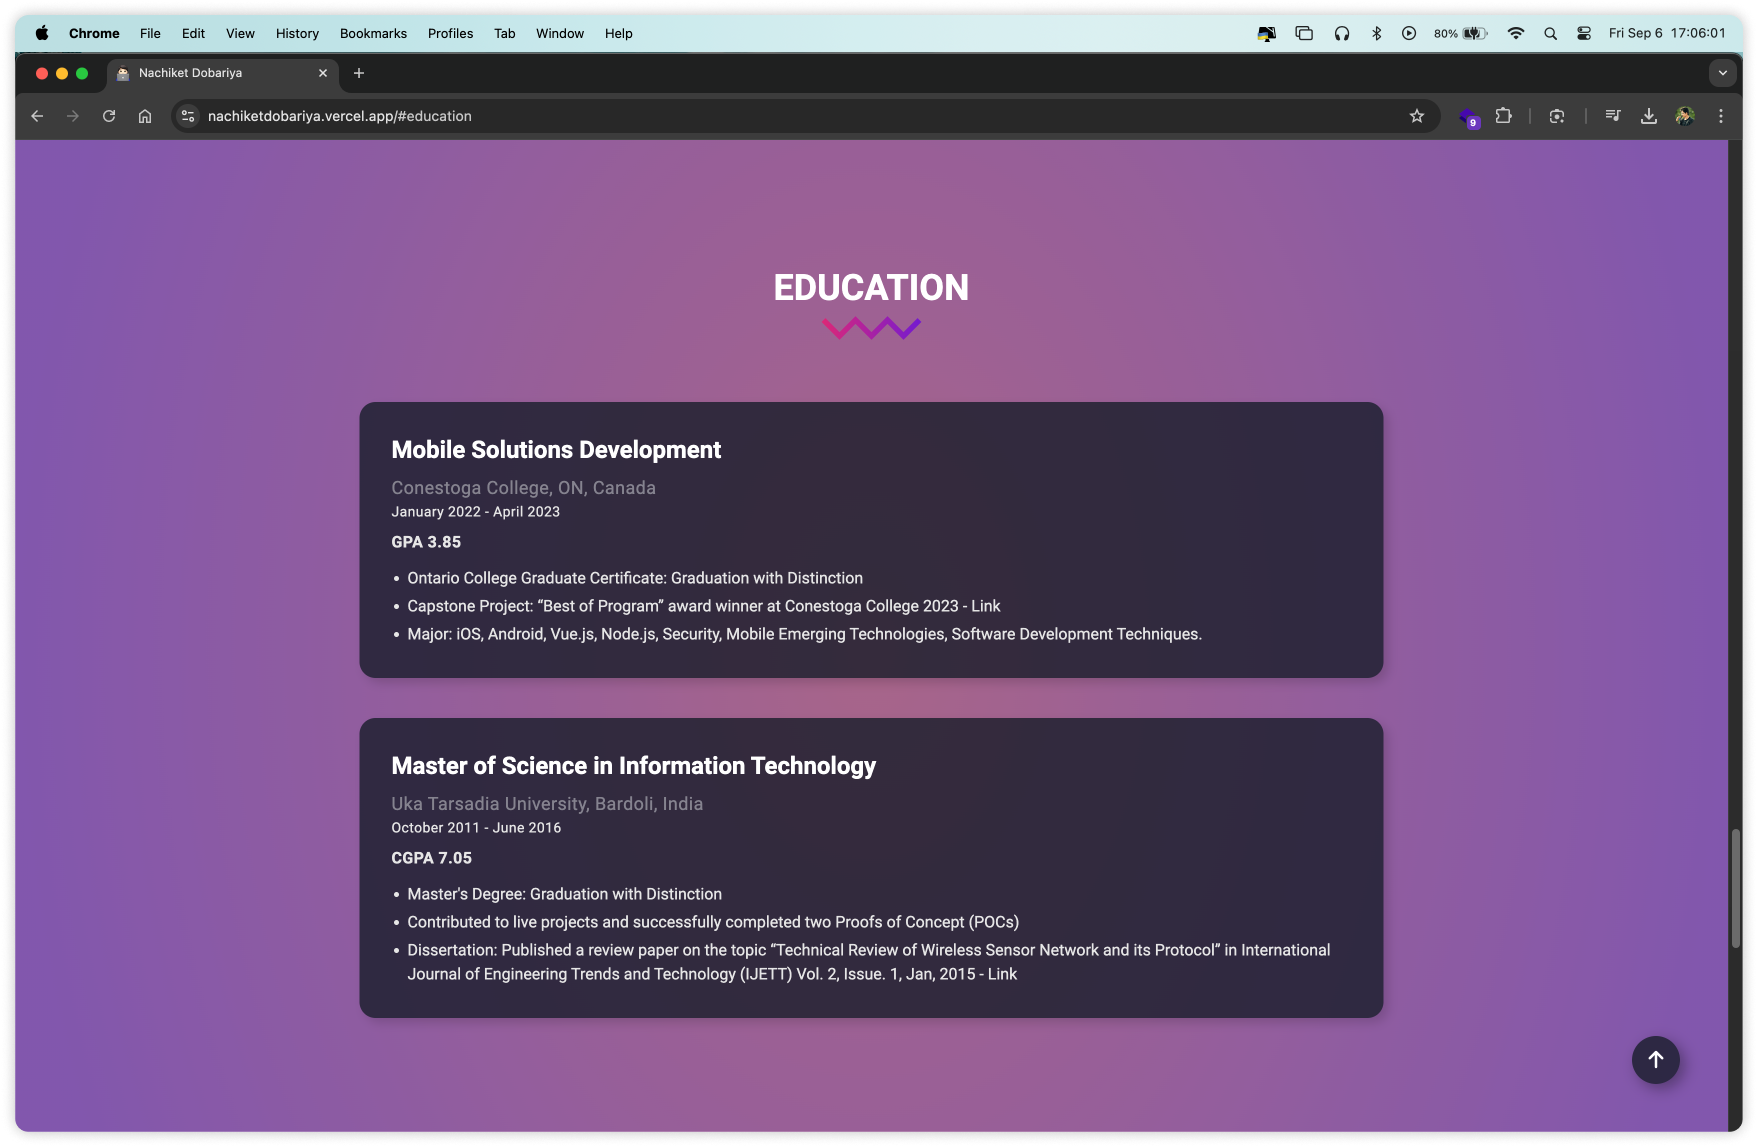 Chrome File Edit View History Bookmarks Profiles Tab Window Help 80% Fri Sep 6 17:06:01
Nachiket Dobariya
nachiketdobariya.vercel.app/#education
9
EDUCATION
Mobile Solutions Development
Conestoga College, ON, Canada
January 2022 - April 2023
GPA 3.85
• Ontario College Graduate Certificate: Graduation with Distinction
• Capstone Project: “Best of Program” award winner at Conestoga College 2023 - Link
• Major: iOS, Android, Vue.js, Node.js, Security, Mobile Emerging Technologies, Software Development Techniques.
Master of Science in Information Technology
Uka Tarsadia University, Bardoli, India
October 2011 - June 2016
CGPA 7.05
• Master's Degree: Graduation with Distinction
• Contributed to live projects and successfully completed two Proofs of Concept (POCs)
• Dissertation: Published a review paper on the topic “Technical Review of Wireless Sensor Network and its Protocol” in International
Journal of Engineering Trends and Technology (IJETT) Vol. 2, Issue. 1, Jan, 2015 - Link